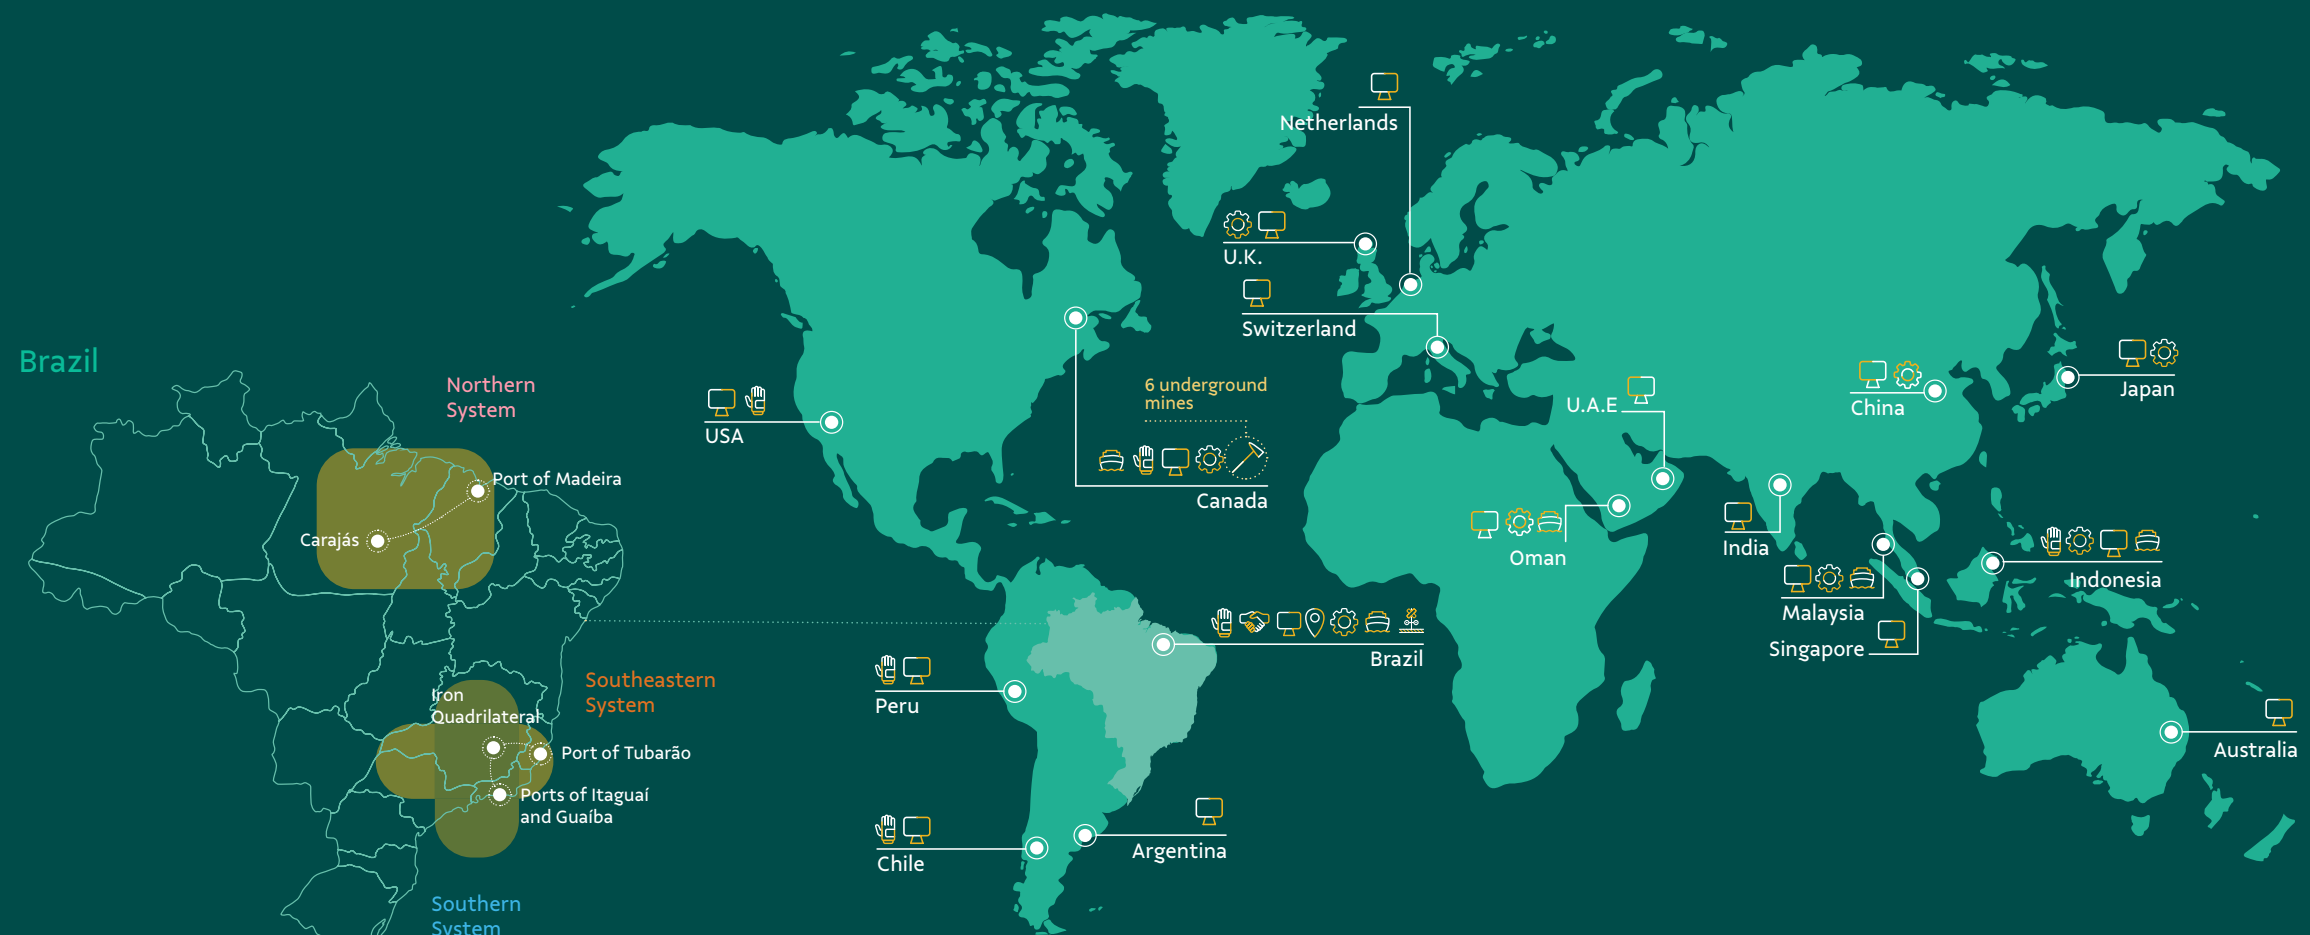 Brazil
Northern
System
Port of Madeira
Carajás
Southeastern
System
Iron
Quadrilateral
Port of Tubarão
Ports of Itaguaí
and Guaíba
Southern
System
USA
6 underground
mines
Canada
Netherlands
U.K.
Switzerland
U.A.E
Oman
China
Japan
India
Malaysia
Singapore
Indonesia
Australia
Brazil
Peru
Chile
Argentina